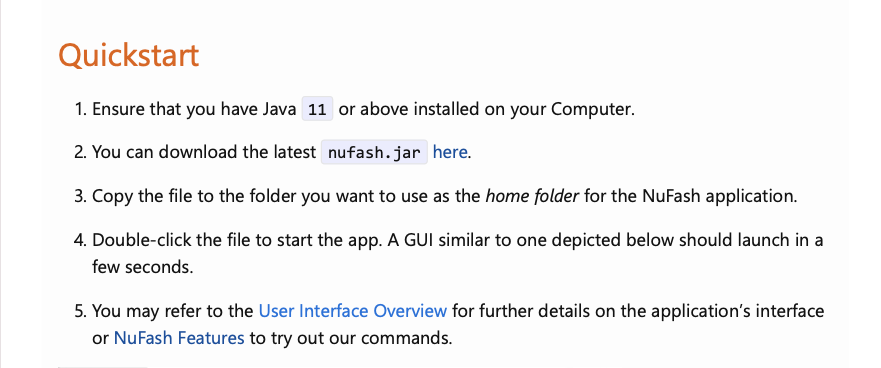 Quickstart
1. Ensure that you have Java 11 or above installed on your Computer.
2. You can download the latest nufash.jar here.
3. Copy the file to the folder you want to use as the home folder for the NuFash application.
4. Double-click the file to start the app. A GUI similar to one depicted below should launch in a
few seconds.
5. You may refer to the User Interface Overview for further details on the application’s interface
or NuFash Features to try out our commands.